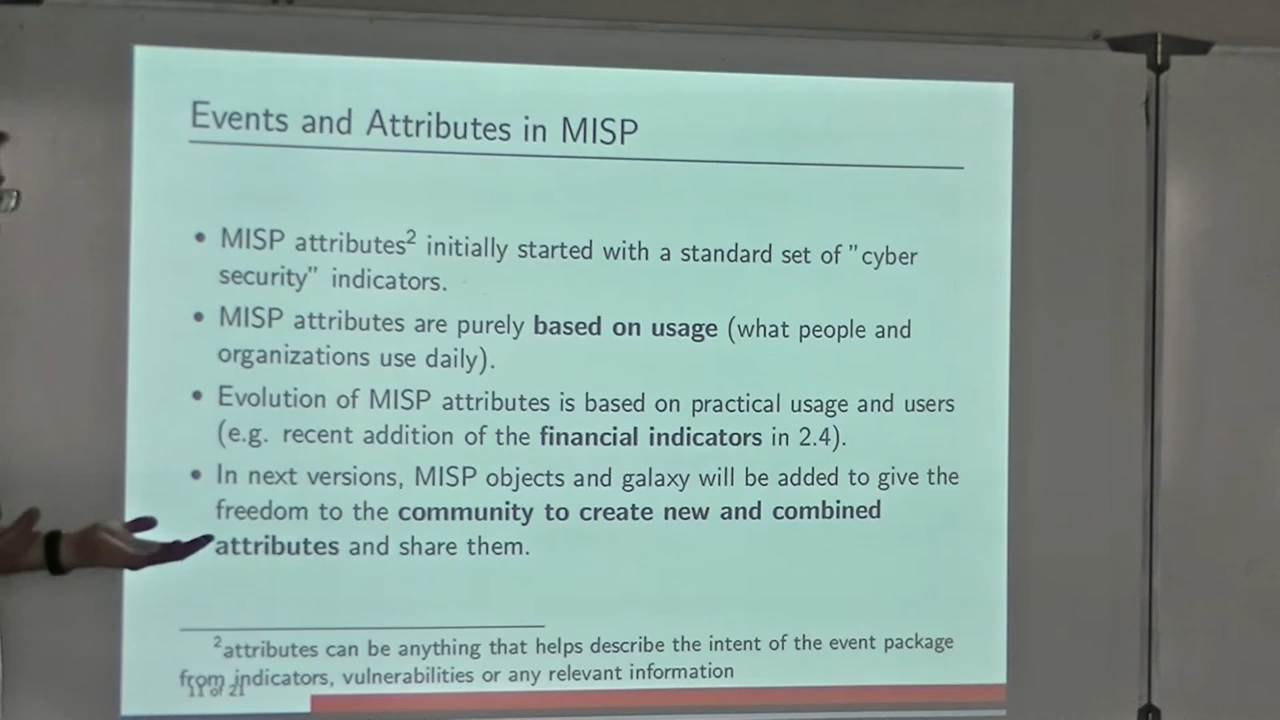 Events and Attributes in MISP
• MISP attributes² initially started with a standard set of "cyber
security" indicators.
• MISP attributes are purely based on usage (what people and
organizations use daily).
• Evolution of MISP attributes is based on practical usage and users
(e.g. recent addition of the financial indicators in 2.4).
• In next versions, MISP objects and galaxy will be added to give the
freedom to the community to create new and combined
attributes and share them.
²attributes can be anything that helps describe the intent of the event package
from indicators, vulnerabilities or any relevant information
11 of 21